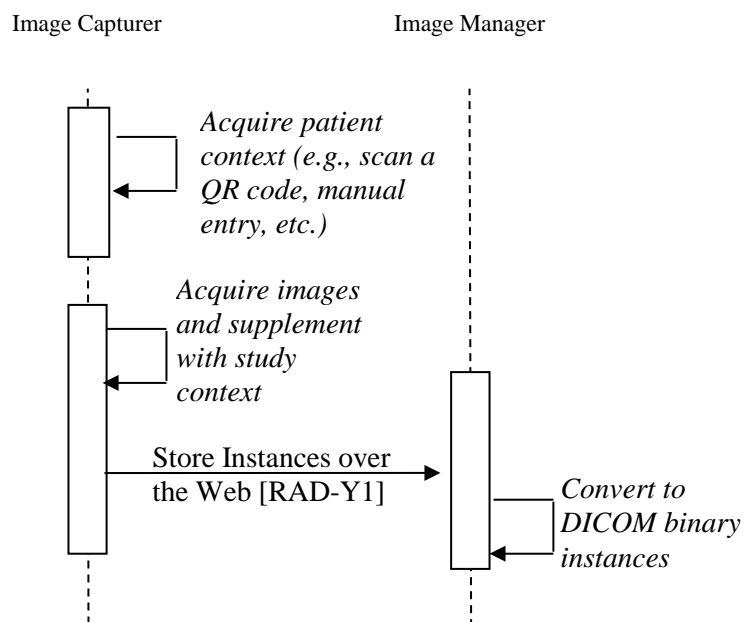 Image Capturer
Image Manager
Acquire patient
context (e.g., scan a
QR code, manual
entry, etc.)
Acquire images
and supplement
with study
context
Store Instances over
the Web [RAD-Y1]
Convert to
DICOM binary
instances